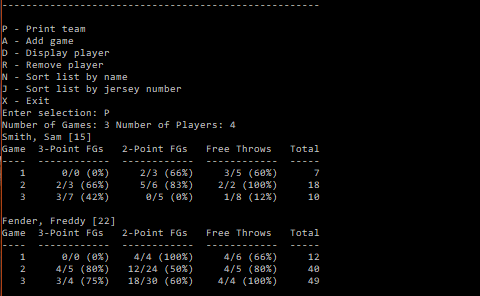 ----------------------------------------------------
P - Print team
A - Add game
D - Display player
R - Remove player
N - Sort list by name
J - Sort list by jersey number
X - Exit
Enter selection: P
Number of Games: 3 Number of Players: 4
Smith, Sam [15]
Game  3-Point FGs   2-Point FGs   Free Throws   Total
----  -----------   -----------   -----------   -----
   1     0/0 (0%)     2/3 (66%)     3/5 (60%)       7
   2    2/3 (66%)     5/6 (83%)    2/2 (100%)      18
   3    3/7 (42%)      0/5 (0%)     1/8 (12%)      10
Fender, Freddy [22]
Game  3-Point FGs   2-Point FGs   Free Throws   Total
----  -----------   -----------   -----------   -----
   1     0/0 (0%)    4/4 (100%)     4/6 (66%)      12
   2    4/5 (80%)   12/24 (50%)     4/5 (80%)      40
   3    3/4 (75%)   18/30 (60%)    4/4 (100%)      49